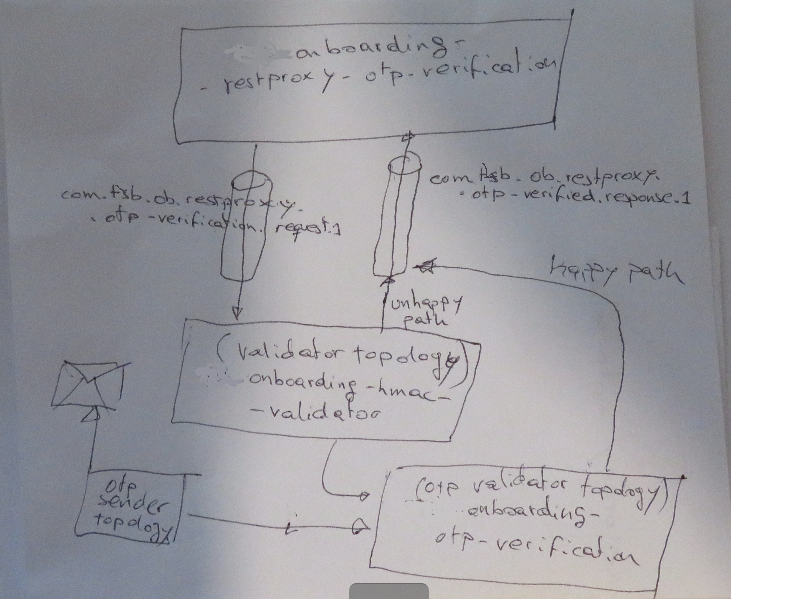 onboarding-
- restproxy - otp-verification
com.fsb.ob.restproxy.
. otp-verification. request.1
com.fsb.ob.restproxy.
. otp-verified.response.1
happy path
unhappy
path
(validator topology)
onboarding-hmac-
-validator
otp
sender
topology
(otp validator topology)
onboarding-
otp-verification